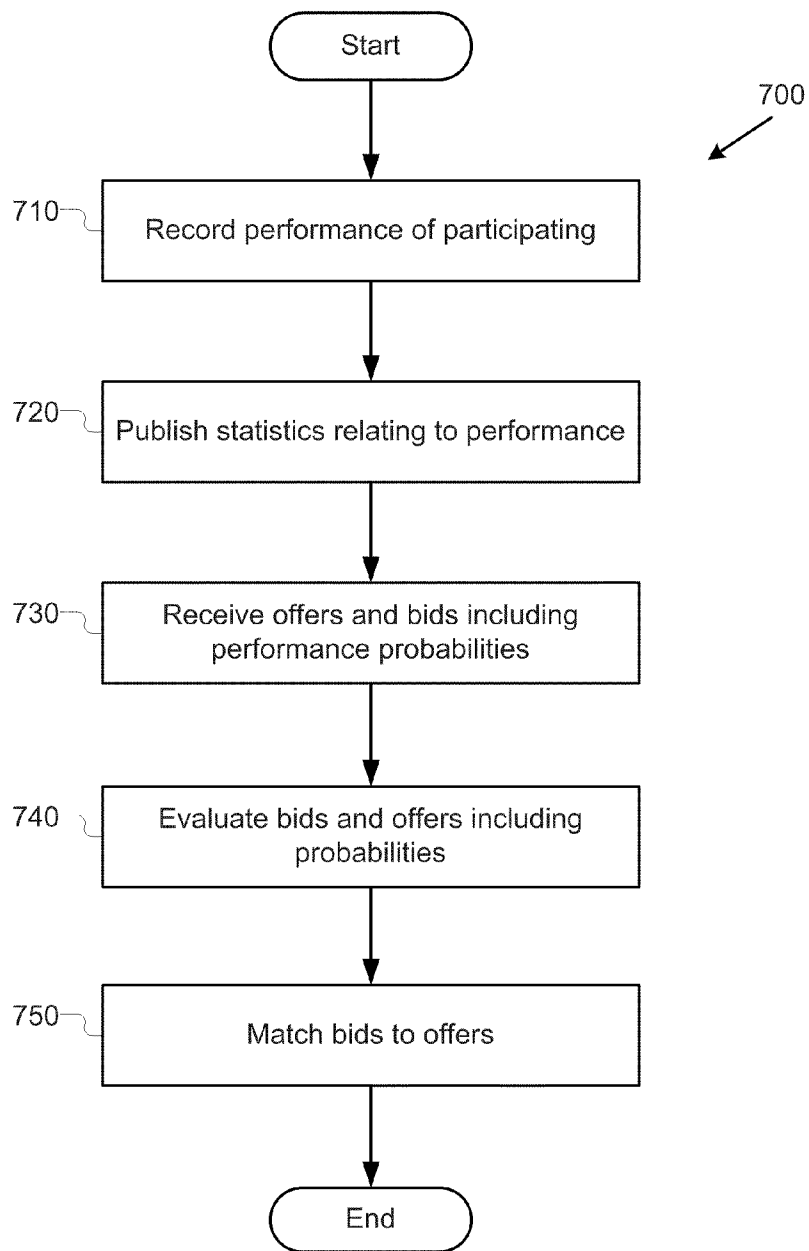 Start
700
710
Record performance of participating
720
Publish statistics relating to performance
730
Receive offers and bids including
performance probabilities
740
Evaluate bids and offers including
probabilities
750
Match bids to offers
End